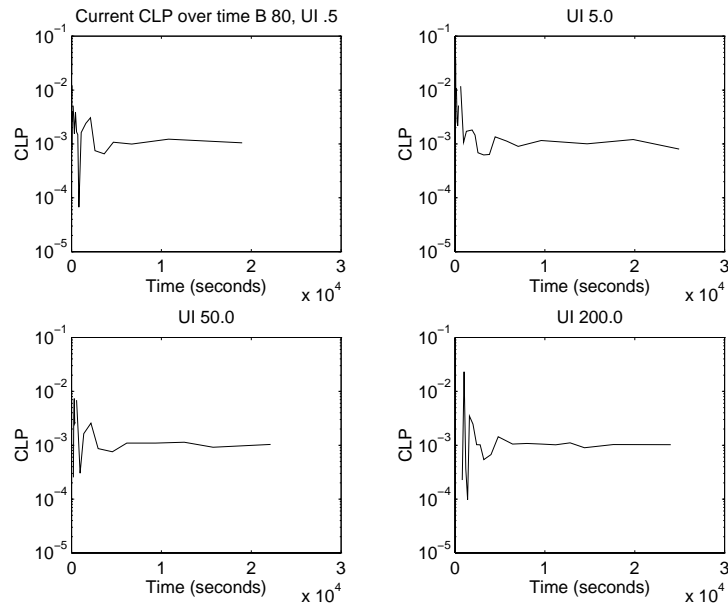 Current CLP over time B 80, UI .5
10^-1
10^-2
10^-3
10^-4
10^-5
CLP
0 1 2 3
Time (seconds)
x 10^4
UI 5.0
10^-1
10^-2
10^-3
10^-4
10^-5
CLP
0 1 2 3
Time (seconds)
x 10^4
UI 50.0
10^-1
10^-2
10^-3
10^-4
10^-5
CLP
0 1 2 3
Time (seconds)
x 10^4
UI 200.0
10^-1
10^-2
10^-3
10^-4
10^-5
CLP
0 1 2 3
Time (seconds)
x 10^4